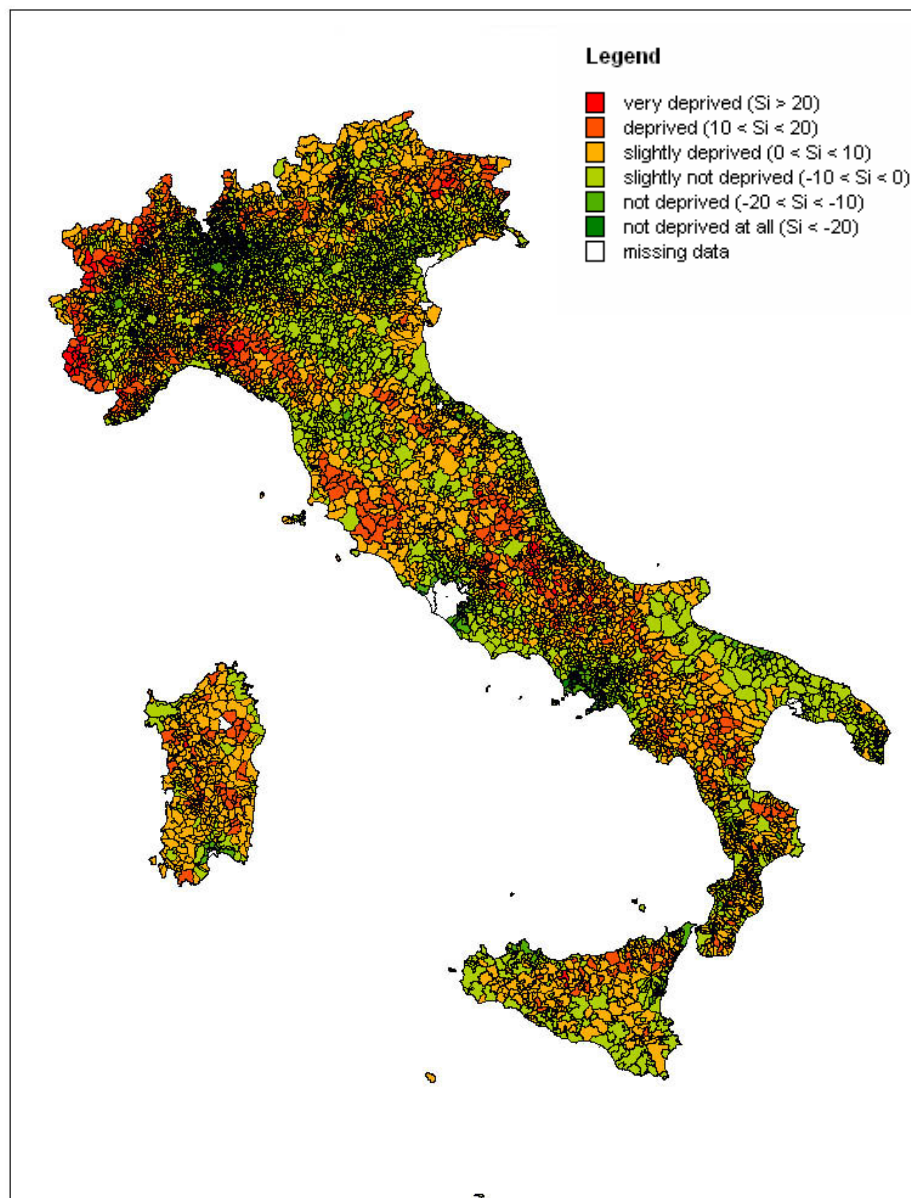 Legend
very deprived (Si > 20)
deprived (10 < Si < 20)
slightly deprived (0 < Si < 10)
slightly not deprived (-10 < Si < 0)
not deprived (-20 < Si < -10)
not deprived at all (Si < -20)
missing data